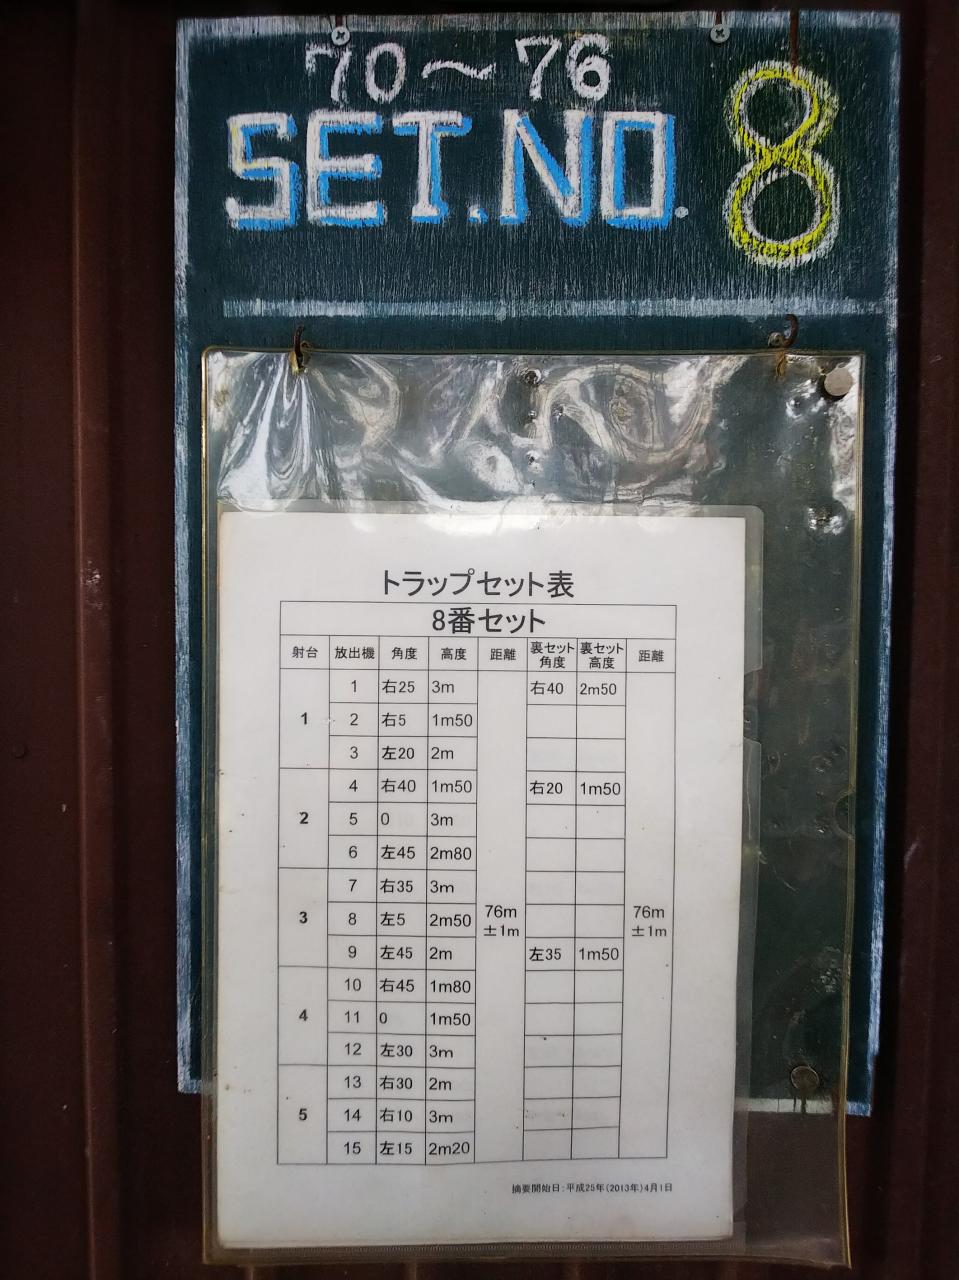 70～76
SET.NO. 8
トラップセット表
8番セット
射台 放出機 角度 高度 距離 裏セット角度 裏セット高度 距離
1 1 右25 3m 右40 2m50
2 右5 1m50
3 左20 2m
2 4 右40 1m50 右20 1m50
5 0 3m
6 左45 2m80
3 7 右35 3m
8 左5 2m50 76m±1m 76m±1m
9 左45 2m 左35 1m50
4 10 右45 1m80
11 0 1m50
12 左30 3m
5 13 右30 2m
14 右10 3m
15 左15 2m20
摘要開始日：平成25年(2013年)4月1日